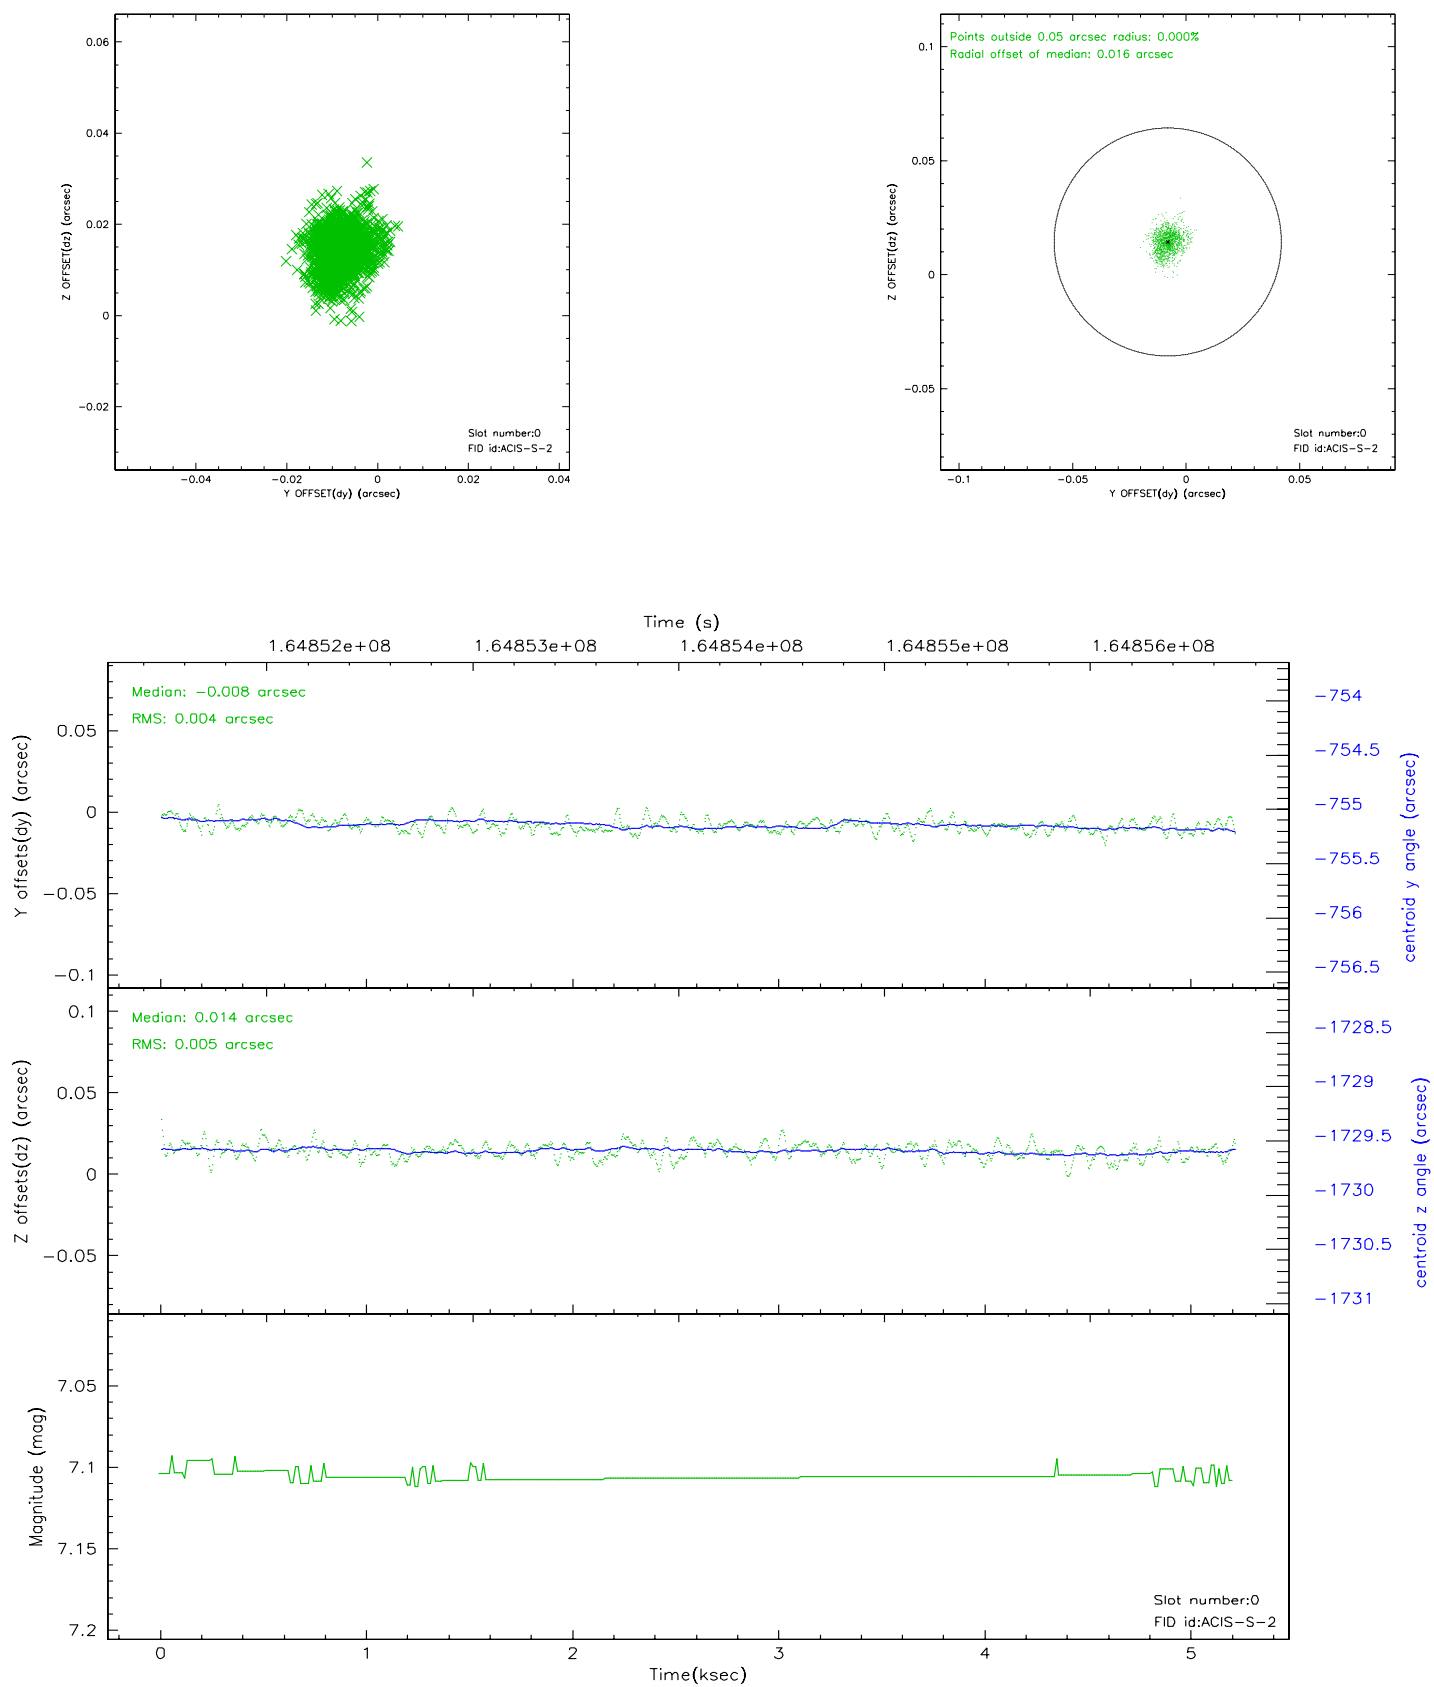 0.06
0.04
0.02
0
-0.02
Z OFFSET(dz) (arcsec)
Slot number:0
FID id:ACIS-S-2
-0.04 -0.02 0 0.02 0.04
Y OFFSET(dy) (arcsec)
Points outside 0.05 arcsec radius: 0.000%
Radial offset of median: 0.016 arcsec
0.1
0.05
0
-0.05
Z OFFSET(dz) (arcsec)
Slot number:0
FID id:ACIS-S-2
-0.1 -0.05 0 0.05
Y OFFSET(dy) (arcsec)
Time (s)
1.64852e+08 1.64853e+08 1.64854e+08 1.64855e+08 1.64856e+08
Median: -0.008 arcsec
RMS: 0.004 arcsec
0.05
0
-0.05
-0.1
Y offsets(dy) (arcsec)
-754
-754.5
-755
-755.5
-756
-756.5
centroid y angle (arcsec)
Median: 0.014 arcsec
RMS: 0.005 arcsec
0.1
0.05
0
-0.05
Z offsets(dz) (arcsec)
-1728.5
-1729
-1729.5
-1730
-1730.5
-1731
centroid z angle (arcsec)
7.05
7.1
7.15
7.2
Magnitude (mag)
Slot number:0
FID id:ACIS-S-2
0 1 2 3 4 5
Time(ksec)